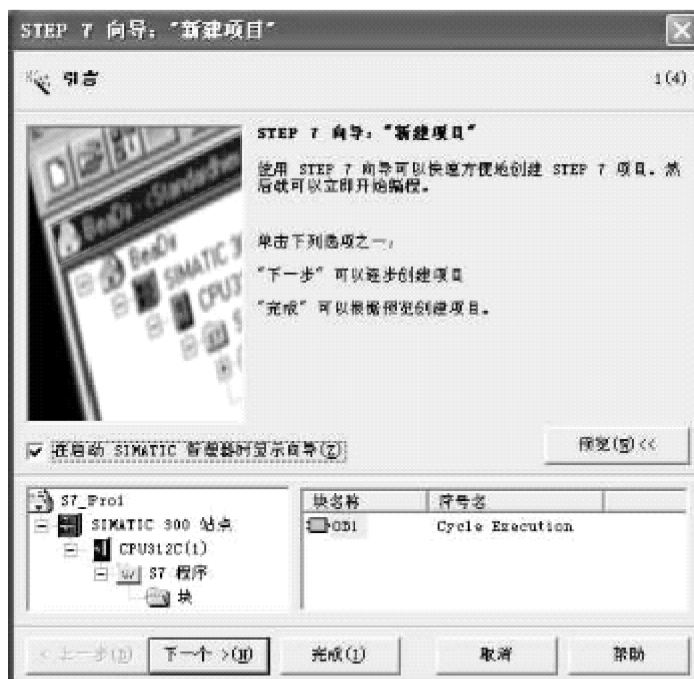 STEP 7 向导: "新建项目"
引言
1(4)
STEP 7 向导: "新建项目"
使用 STEP 7 向导可以快速方便地创建 STEP 7 项目. 然
后就可以立即开始编程.
单击下列选项之一:
"下一步" 可以逐步创建项目
"完成" 可以根据预览创建项目.
在启动 SIMATIC 管理器时显示向导(Z)
预览(W)<<
S7_Pro1
SIMATIC 300 站点
CPU312C(1)
S7 程序
块
块名称 符号名
OB1 Cycle Execution
< 上一步(B) 下一个 >(N) 完成(I) 取消 帮助